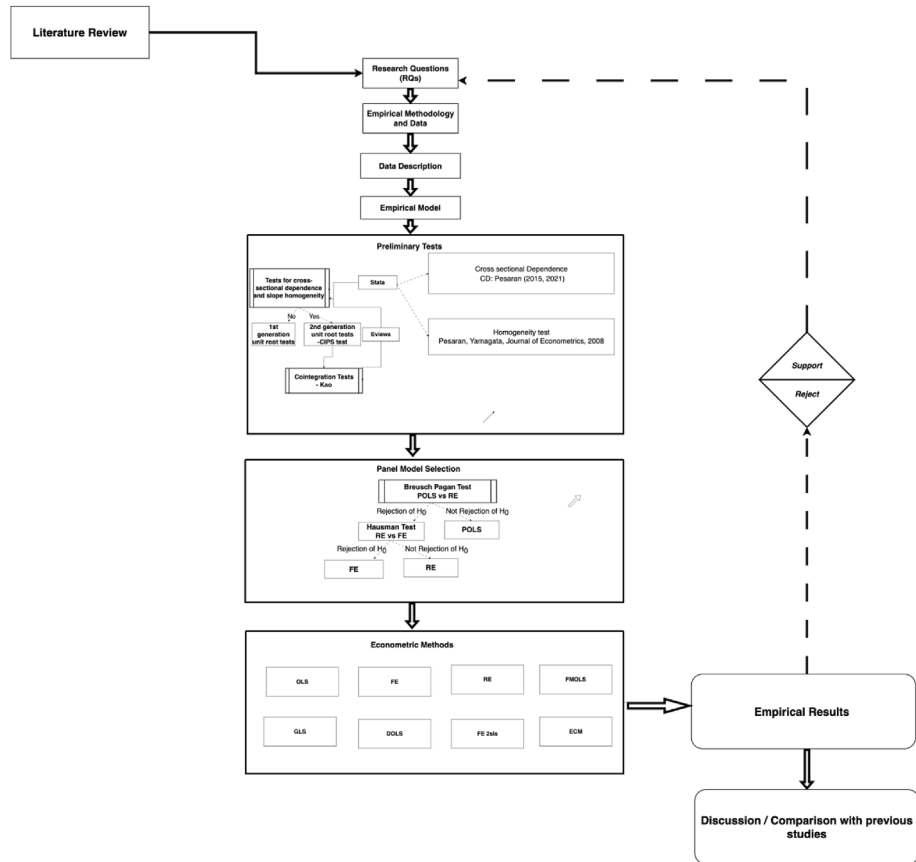 Literature Review
Research Questions
(RQs)
Empirical Methodology
and Data
Data Description
Empirical Model
Preliminary Tests
Tests for cross-
sectional dependence
and slope homogeneity
Stata
Cross sectional Dependence
CD: Pesaran (2015, 2021)
No
Yes
1st
generation
unit root tests
2nd generation
unit root tests
-CIPS test
Eviews
Homogeneity test
Pesaran, Yamagata, Journal of Econometrics, 2008
Cointegration Tests
- Kao
Support
Reject
Panel Model Selection
Breusch Pagan Test
POLS vs RE
Rejection of H0
Not Rejection of H0
Hausman Test
RE vs FE
POLS
Rejection of H0
Not Rejection of H0
FE
RE
Econometric Methods
OLS
FE
RE
FMOLS
GLS
DOLS
FE 2sls
ECM
Empirical Results
Discussion / Comparison with previous
studies